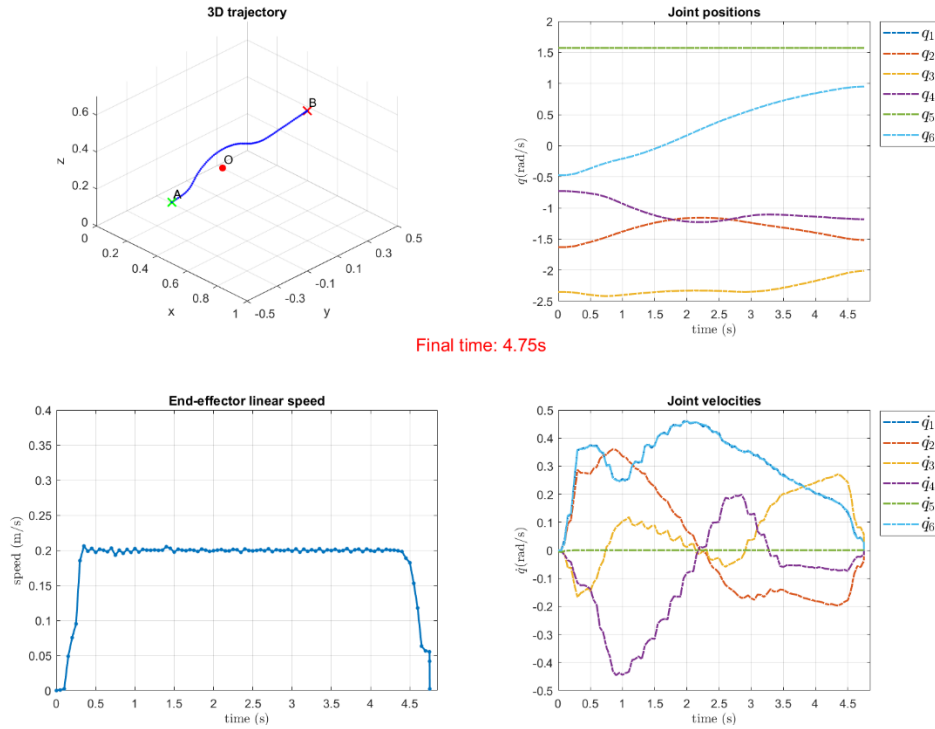 3D trajectory
0.6
0.4
0.2
0
z
0
0.2
0.4
0.6
0.8
1
x
-0.5
-0.3
-0.1
0.1
0.3
0.5
y
A
O
B
Joint positions
2
1.5
1
0.5
0
-0.5
-1
-1.5
-2
-2.5
q(rad/s)
0 0.5 1 1.5 2 2.5 3 3.5 4 4.5
time (s)
q₁
q₂
q₃
q₄
q₅
q₆
Final time: 4.75s
End-effector linear speed
0.4
0.35
0.3
0.25
0.2
0.15
0.1
0.05
0
speed (m/s)
0 0.5 1 1.5 2 2.5 3 3.5 4 4.5
time (s)
Joint velocities
0.5
0.4
0.3
0.2
0.1
0
-0.1
-0.2
-0.3
-0.4
-0.5
q̇(rad/s)
0 0.5 1 1.5 2 2.5 3 3.5 4 4.5
time (s)
q̇₁
q̇₂
q̇₃
q̇₄
q̇₅
q̇₆